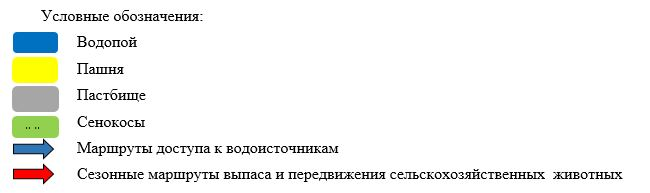 Условные обозначения:
Водопой
Пашня
Пастбище
Сенокосы
Маршруты доступа к водоисточникам
Сезонные маршруты выпаса и передвижения сельскохозяйственных животных